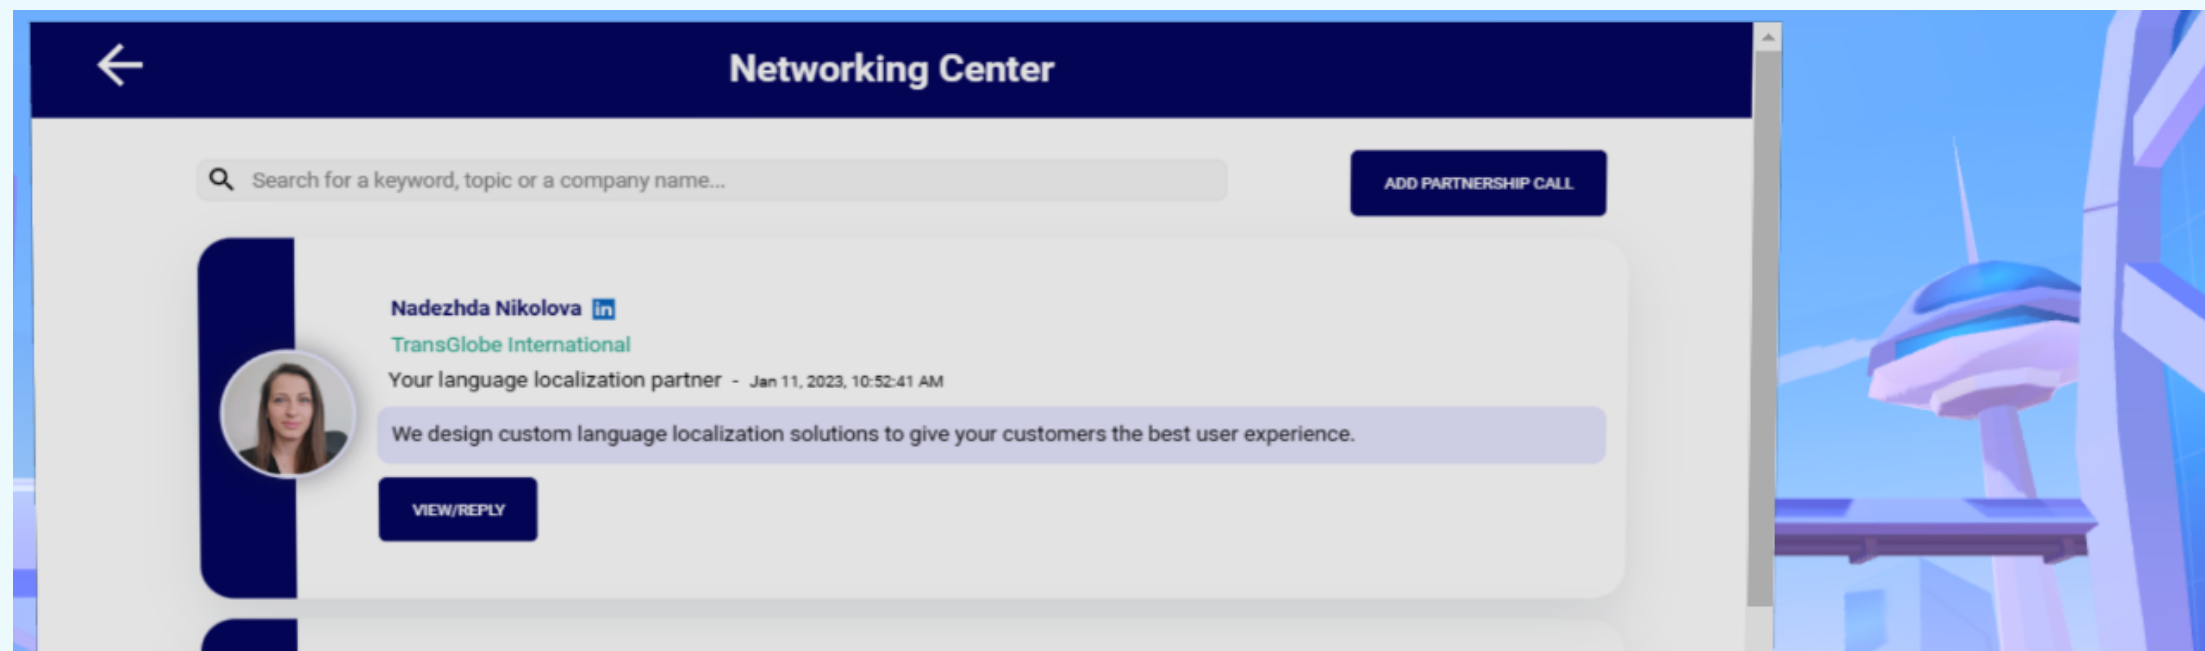 Networking Center
Search for a keyword, topic or a company name...
ADD PARTNERSHIP CALL
Nadezhda Nikolova in
TransGlobe International
Your language localization partner - Jan 11, 2023, 10:52:41 AM
We design custom language localization solutions to give your customers the best user experience.
VIEW/REPLY